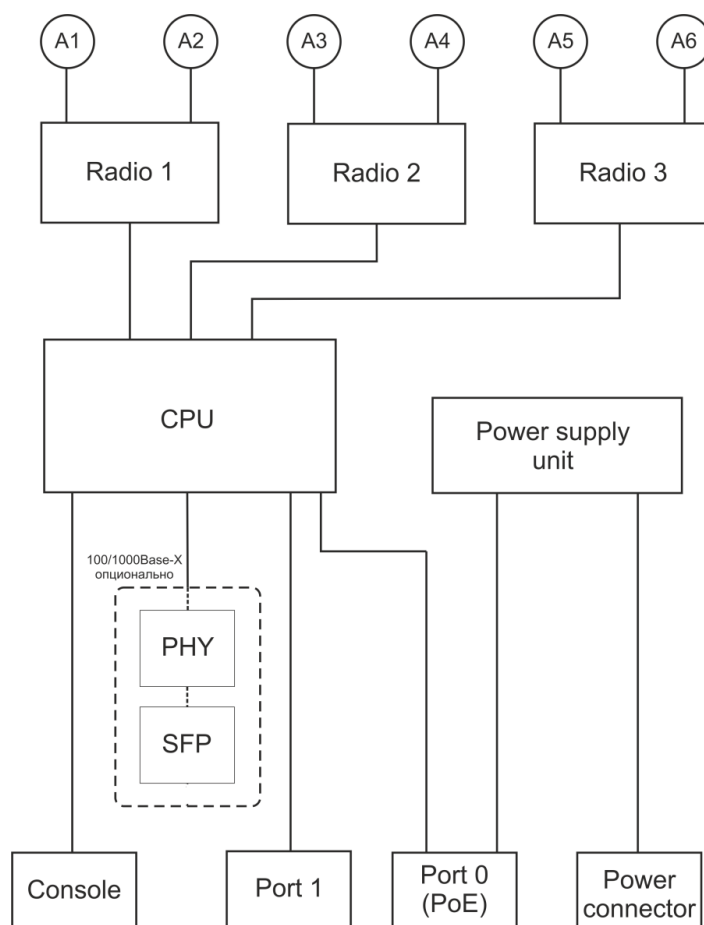 A1
A2
A3
A4
A5
A6
Radio 1
Radio 2
Radio 3
CPU
Power supply
unit
100/1000Base-X
опционально
PHY
SFP
Console
Port 1
Port 0
(PoE)
Power
connector